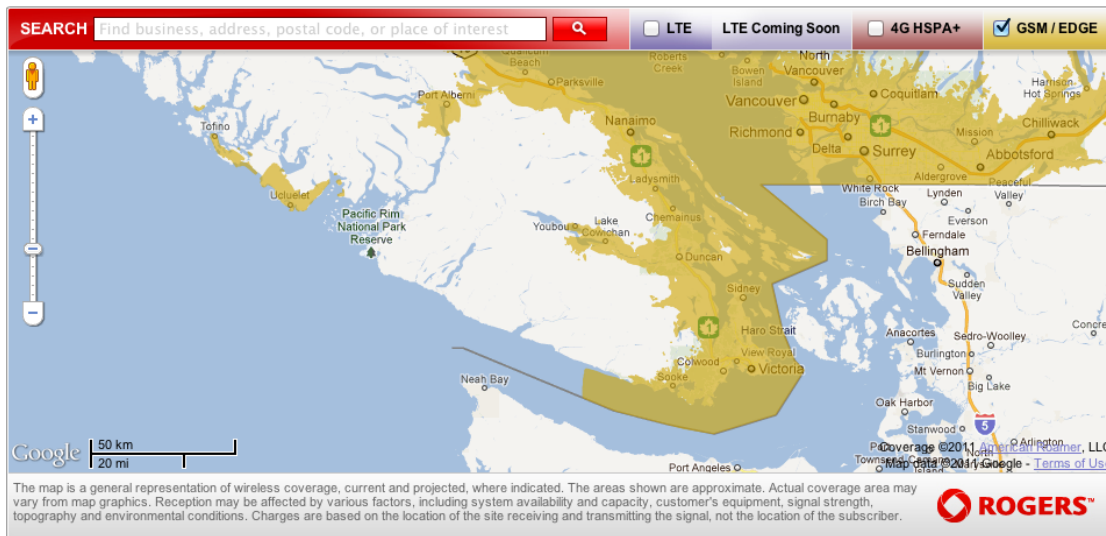 SEARCH Find business, address, postal code, or place of interest
LTE
LTE Coming Soon
4G HSPA+
GSM / EDGE
Qualicum
Beach
Parksville
Port Alberni
Roberts
Creek
Bowen
Island
North
Vancouver
Coquitlam
Harrison
Hot Springs
Vancouver
Burnaby
Nanaimo
1
Richmond
1
Mission
Chilliwack
Delta
Surrey
Abbotsford
Tofino
Aldergrove
Ladysmith
White Rock
Peaceful
Valley
Ucluelet
Birch Bay
Lynden
Pacific Rim
National Park
Reserve
Chemainus
Everson
Youbou
Lake
Cowichan
Ferndale
Duncan
Bellingham
Sidney
Sudden
Valley
1
Haro Strait
Anacortes
Sedro-Woolley
Concre
View Royal
Burlington
Colwood
Victoria
Mt Vernon
Sooke
Neah Bay
Big Lake
Oak Harbor
5
Stanwood
Arlington
Google
50 km
20 mi
Port Angeles
Coverage ©2011 American Roamer, LLC
Map data ©2011 Google - Terms of Us
The map is a general representation of wireless coverage, current and projected, where indicated. The areas shown are approximate. Actual coverage area may
vary from map graphics. Reception may be affected by various factors, including system availability and capacity, customer's equipment, signal strength,
topography and environmental conditions. Charges are based on the location of the site receiving and transmitting the signal, not the location of the subscriber.
ROGERS™